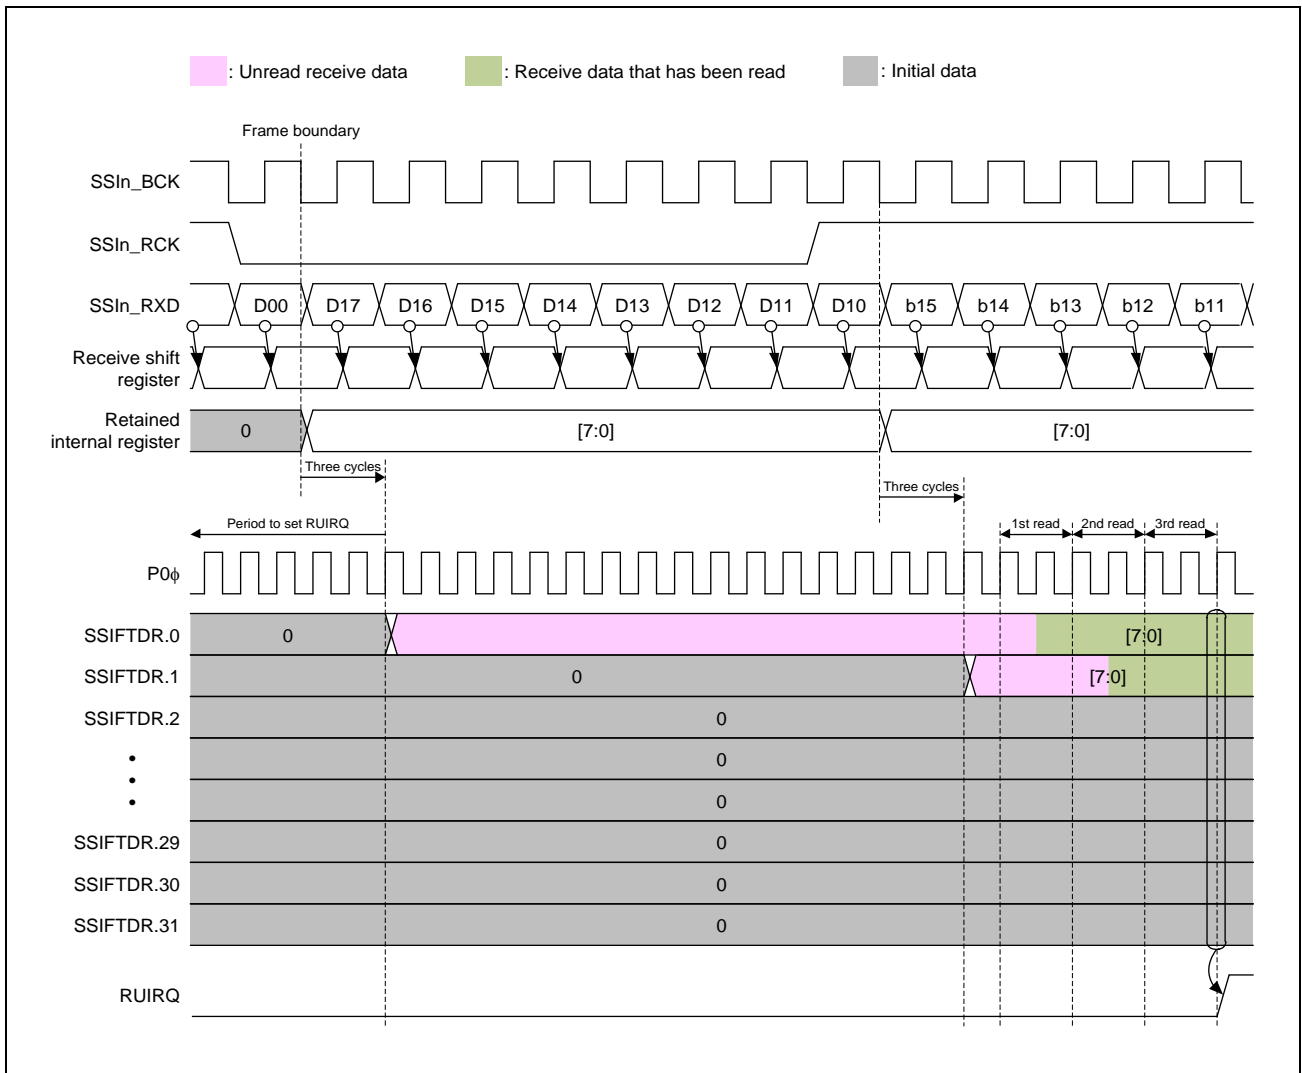 : Unread receive data
: Receive data that has been read
: Initial data
Frame boundary
SSIn_BCK
SSIn_RCK
SSIn_RXD
D00 D17 D16 D15 D14 D13 D12 D11 D10 b15 b14 b13 b12 b11
Receive shift
register
Retained
internal register
0 [7:0] [7:0]
Three cycles
Three cycles
Period to set RUIRQ
1st read 2nd read 3rd read
P0ϕ
SSIFTDR.0 0 [7:0]
SSIFTDR.1 0 [7:0]
SSIFTDR.2 0
0
0
SSIFTDR.29 0
SSIFTDR.30 0
SSIFTDR.31 0
RUIRQ